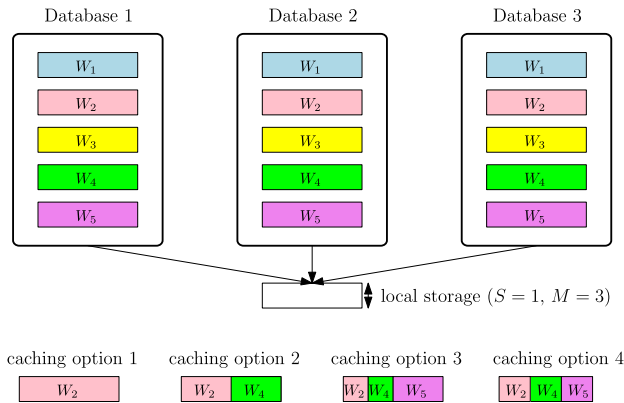 Database 1 Database 2 Database 3
W₁ W₁ W₁
W₂ W₂ W₂
W₃ W₃ W₃
W₄ W₄ W₄
W₅ W₅ W₅
local storage (S = 1, M = 3)
caching option 1 caching option 2 caching option 3 caching option 4
W₂ W₂ W₄ W₂ W₄ W₅ W₂ W₄ W₅